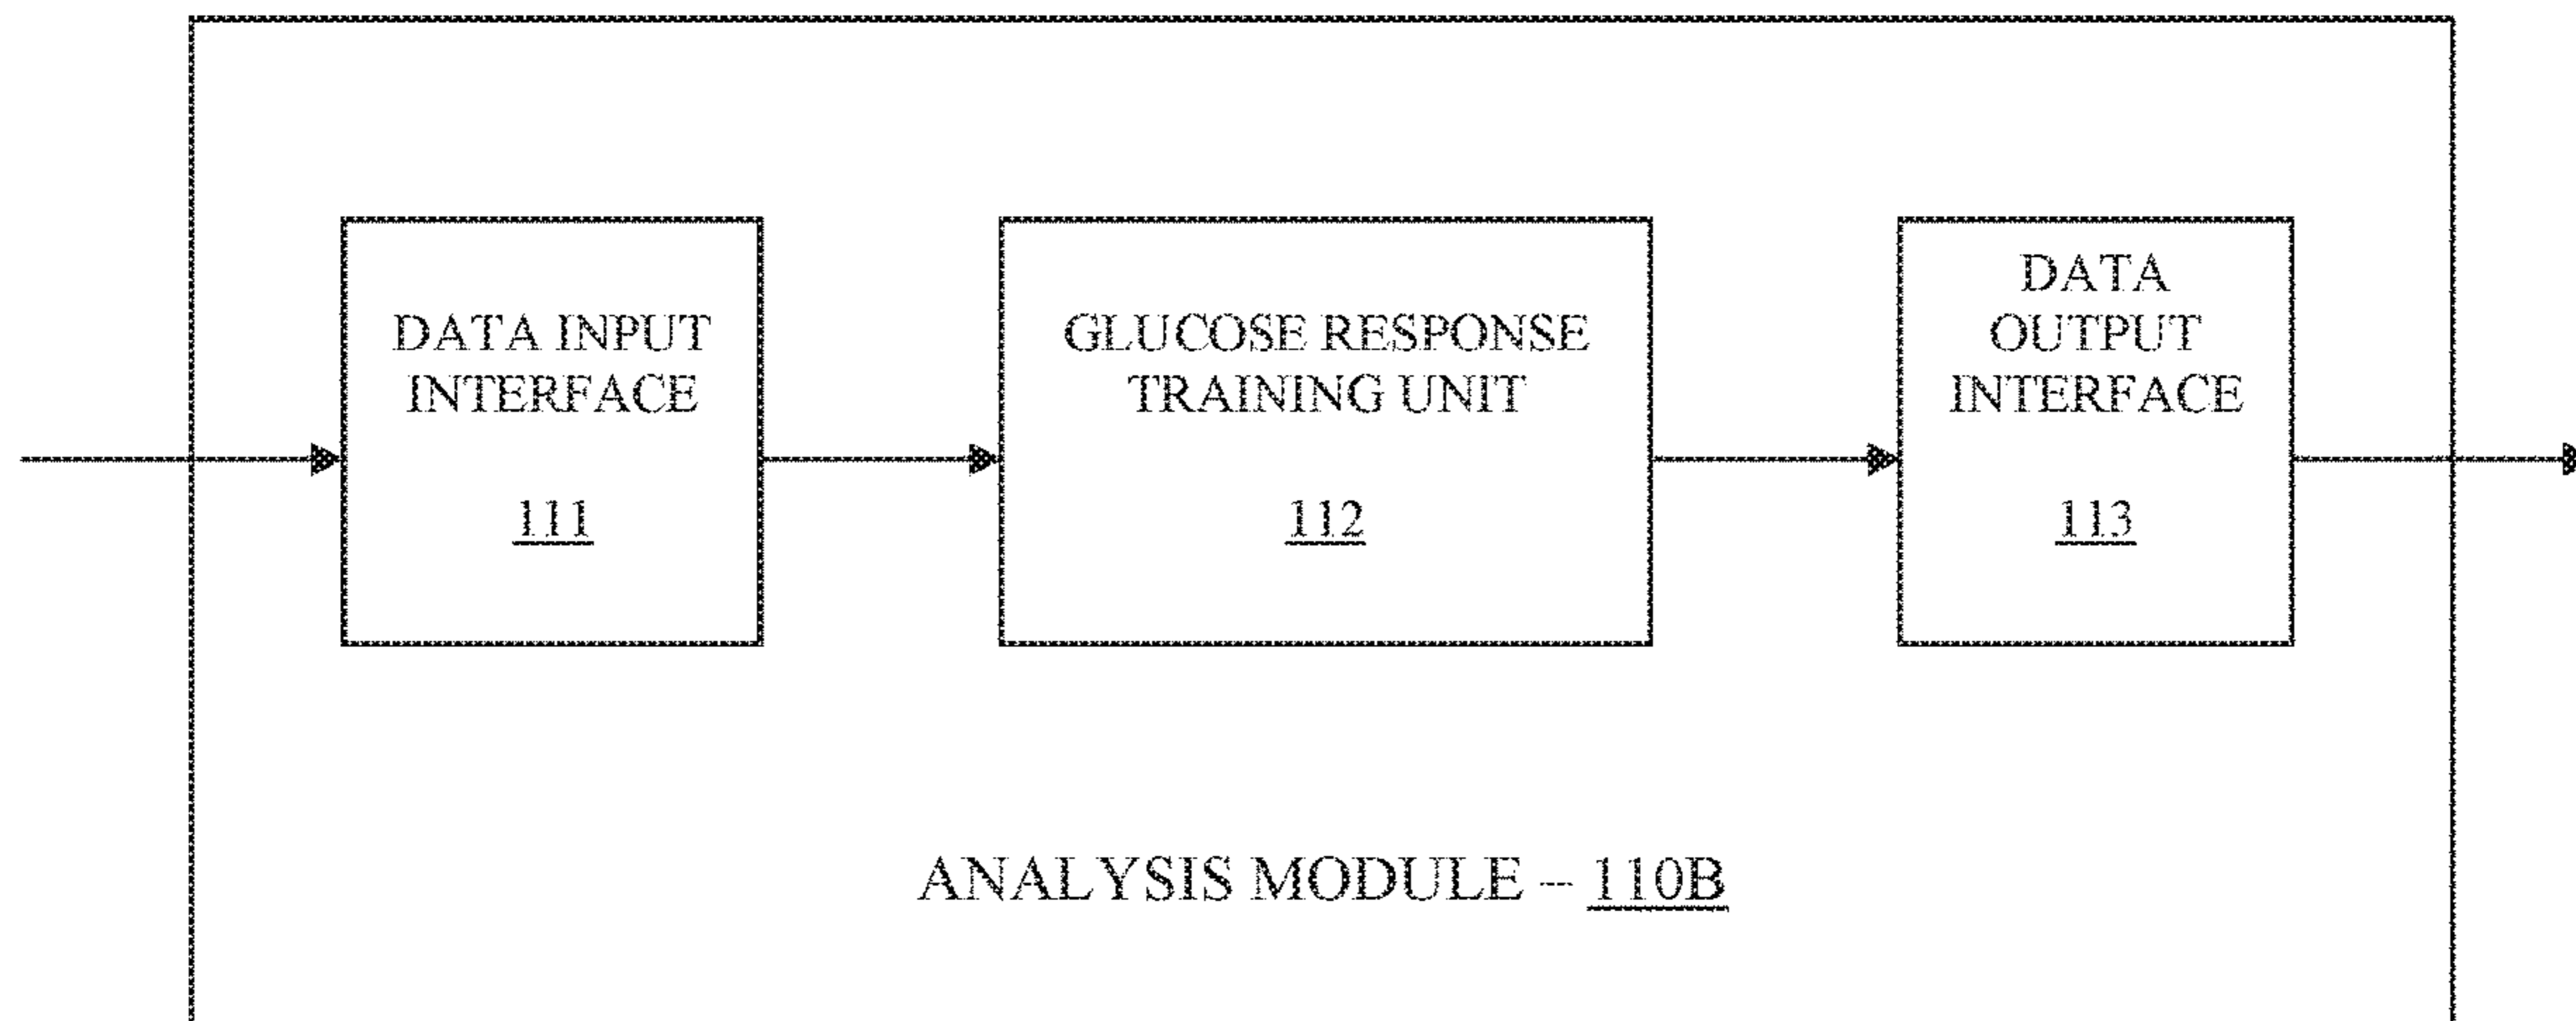 DATA INPUT
INTERFACE
111
GLUCOSE RESPONSE
TRAINING UNIT
112
DATA
OUTPUT
INTERFACE
113
ANALYSIS MODULE -- 110B